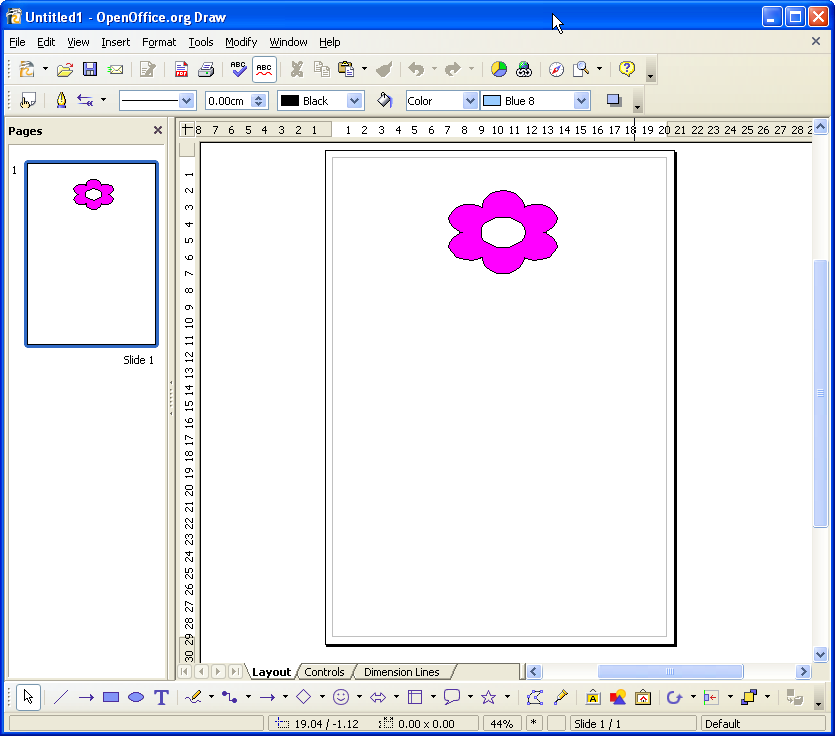 Untitled1 - OpenOffice.org Draw
File Edit View Insert Format Tools Modify Window Help
ABC ABC
0.00cm Black Color Blue 8
Pages
8 7 6 5 4 3 2 1 1 2 3 4 5 6 7 8 9 10 11 12 13 14 15 16 17 18 19 20 21 22 23 24 25 26 27 28 2
1
1 2 3 4 5 6 7 8 9 10 11 12 13 14 15 16 17 18 19 20 21 22 23 24 25 26 27 28 29 30
Slide 1
Layout Controls Dimension Lines
T A
19.04 / -1.12 0.00 x 0.00 44% * Slide 1 / 1 Default